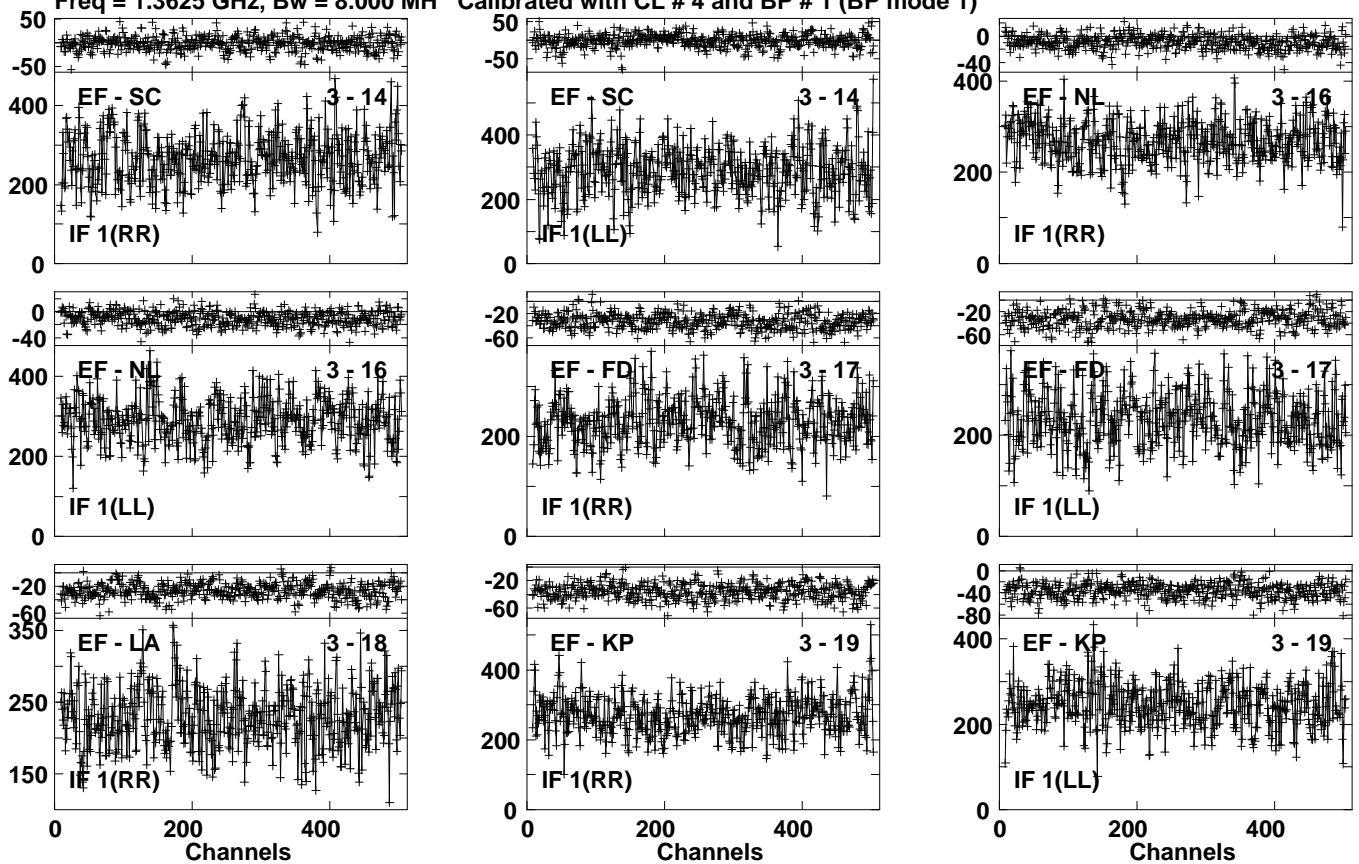 Freq = 1.3625 GHz, Bw = 8.000 MH Calibrated with CL # 4 and BP # 1 (BP mode 1)
50
-50
400
200
0
EF - SC 3 - 14
IF 1(RR)
50
0
-50
400
200
0
EF - SC 3 - 14
IF 1(LL)
0
-40
400
200
0
EF - NL 3 - 16
IF 1(RR)
0
-40
400
200
0
EF - NL 3 - 16
IF 1(LL)
-20
-60
200
0
EF - FD 3 - 17
IF 1(RR)
-20
-60
200
0
EF - FD 3 - 17
IF 1(LL)
-20
-60
350
250
150
EF - LA 3 - 18
IF 1(RR)
0 200 400
Channels
-20
-60
400
200
0
EF - KP 3 - 19
IF 1(RR)
200 400
Channels
0
-40
-80
400
200
0
EF - KP 3 - 19
IF 1(LL)
200 400
Channels